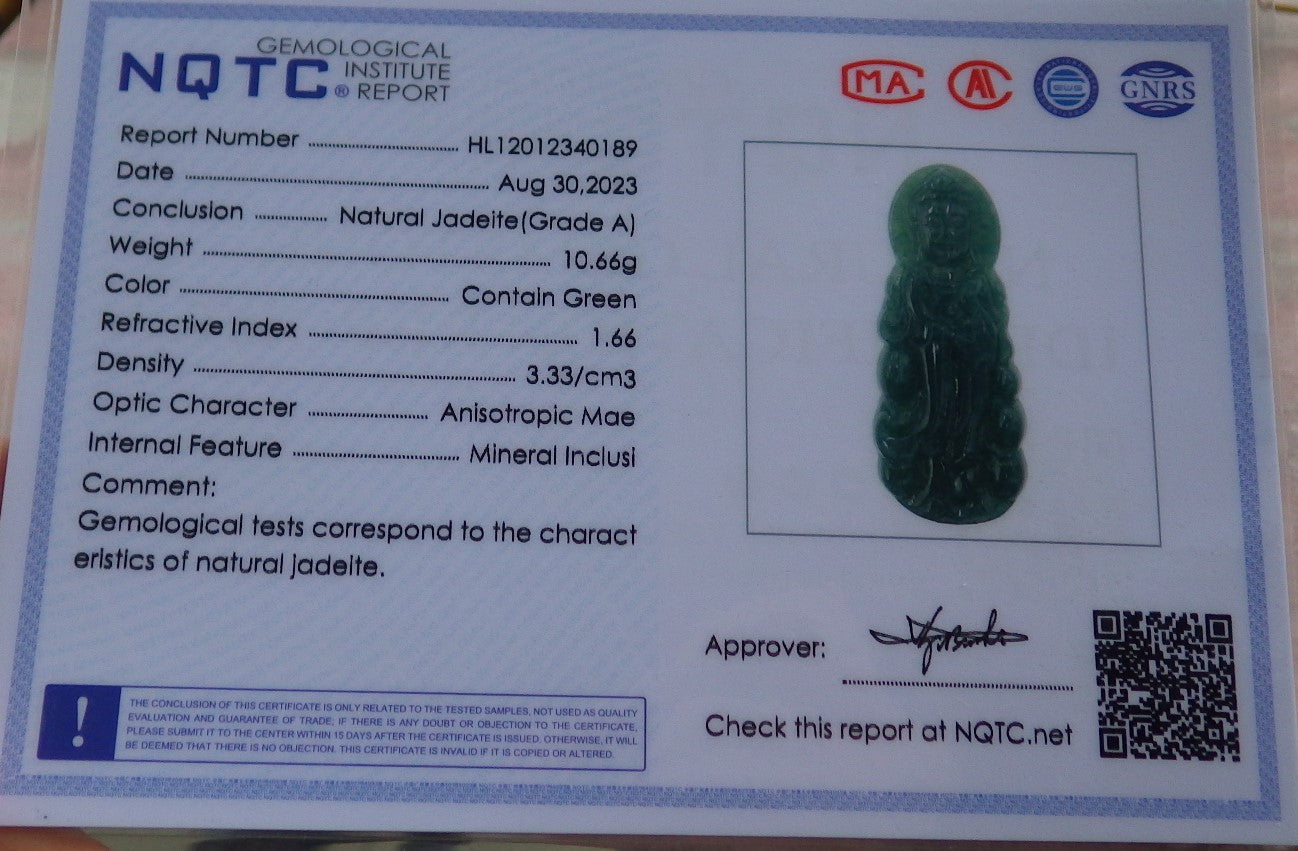 NQTC® GEMOLOGICAL
INSTITUTE
REPORT
MA
GNRS
Report Number HL12012340189
Date Aug 30,2023
Conclusion Natural Jadeite(Grade A)
Weight 10.66g
Color Contain Green
Refractive Index 1.66
Density 3.33/cm3
Optic Character Anisotropic Mae
Internal Feature Mineral Inclusi
Comment:
Gemological tests correspond to the charact
eristics of natural jadeite.
! THE CONCLUSION OF THIS CERTIFICATE IS ONLY RELATED TO THE TESTED SAMPLES, NOT USED AS QUALITY
EVALUATION AND GUARANTEE OF TRADE; IF THERE IS ANY DOUBT OR OBJECTION TO THE CERTIFICATE,
PLEASE SUBMIT IT TO THE CENTER WITHIN 15 DAYS AFTER THE CERTIFICATE IS ISSUED. OTHERWISE, IT WILL
BE DEEMED THAT THERE IS NO OBJECTION. THIS CERTIFICATE IS INVALID IF IT IS COPIED OR ALTERED.
Approver:
Check this report at NQTC.net